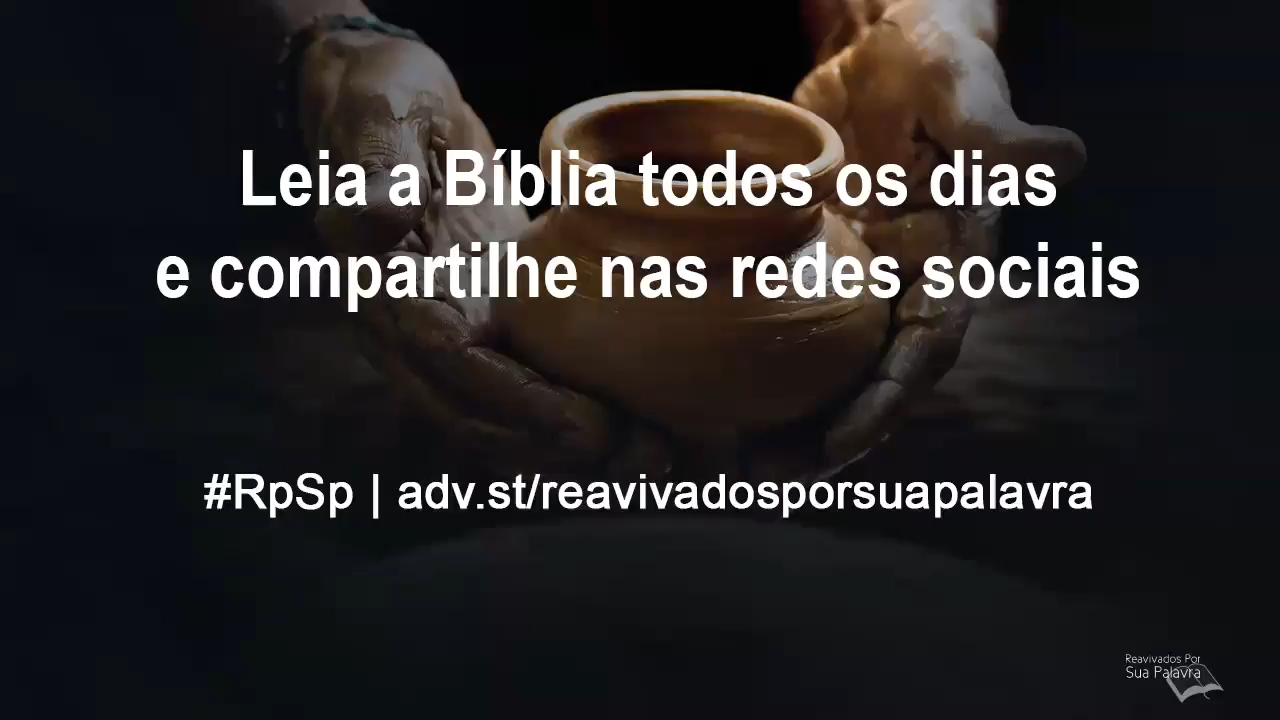 Leia a Bíblia todos os dias
e compartilhe nas redes sociais
#RpSp | adv.st/reavivadosporsuapalavra
Reavivados Por
Sua Palavra